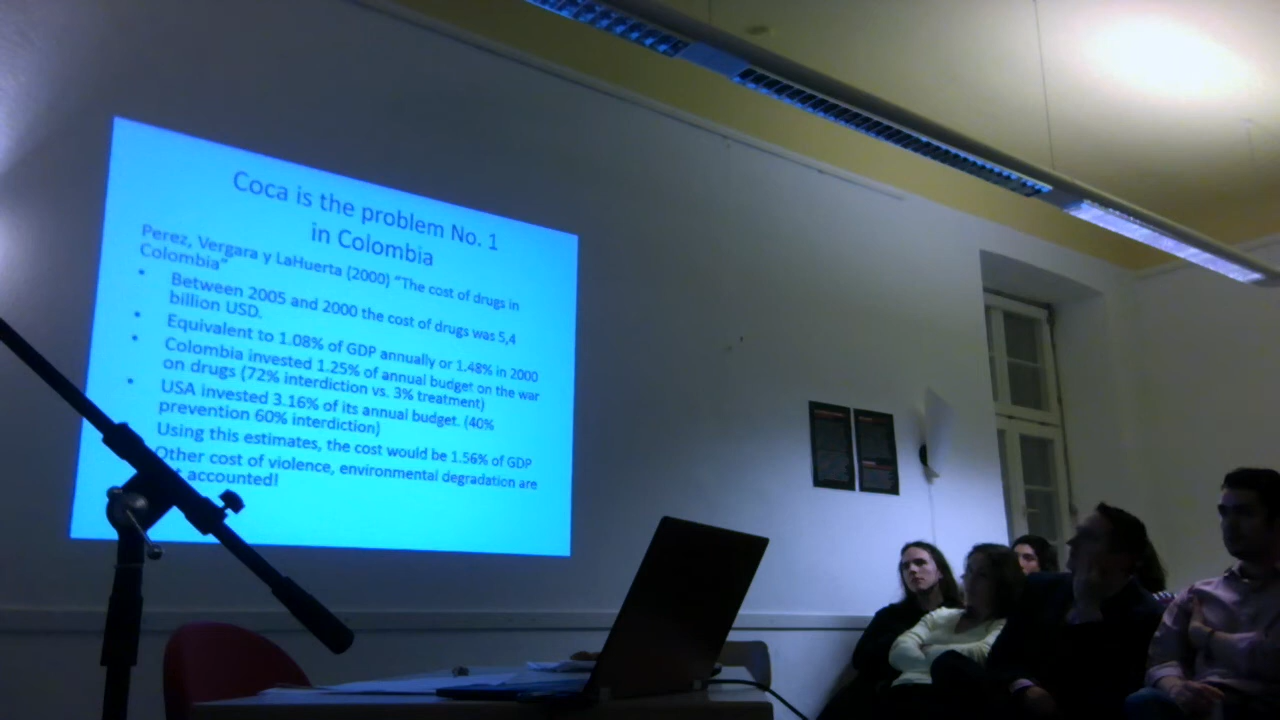 Coca is the problem No. 1
in Colombia
Perez, Vergara y LaHuerta (2000) "The cost of drugs in
Colombia"
• Between 2005 and 2000 the cost of drugs was 5,4
billion USD.
• Equivalent to 1.08% of GDP annually or 1.48% in 2000
• Colombia invested 1.25% of annual budget on the war
on drugs (72% interdiction vs. 3% treatment)
• USA invested 3.16% of its annual budget. (40%
prevention 60% interdiction)
Using this estimates, the cost would be 1.56% of GDP
Other cost of violence, environmental degradation are
accounted!